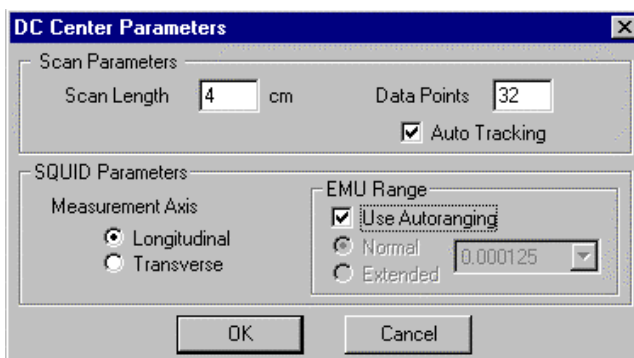 DC Center Parameters
Scan Parameters
Scan Length 4 cm Data Points 32
Auto Tracking
SQUID Parameters
Measurement Axis
Longitudinal
Transverse
EMU Range
Use Autoranging
Normal
Extended
0.000125
OK Cancel